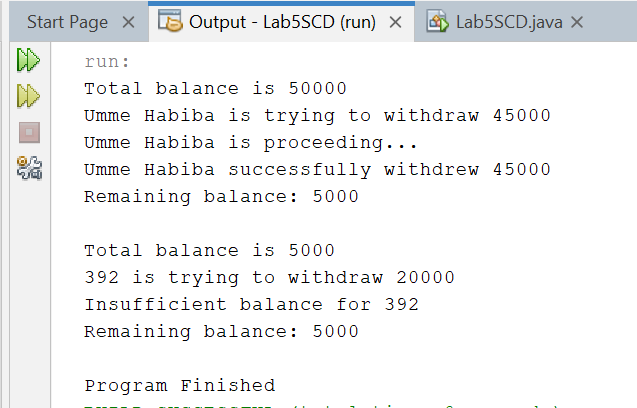 Start Page
Output - Lab5SCD (run)
Lab5SCD.java
run:
Total balance is 50000
Umme Habiba is trying to withdraw 45000
Umme Habiba is proceeding...
Umme Habiba successfully withdrew 45000
Remaining balance: 5000
Total balance is 5000
392 is trying to withdraw 20000
Insufficient balance for 392
Remaining balance: 5000
Program Finished